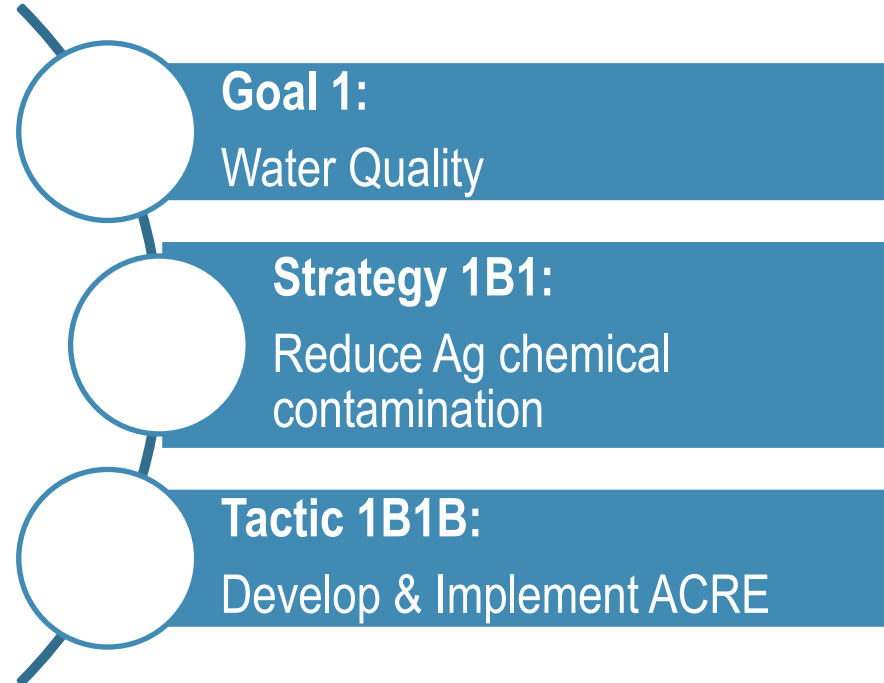 Goal 1:
Water Quality
Strategy 1B1:
Reduce Ag chemical
contamination
Tactic 1B1B:
Develop & Implement ACRE